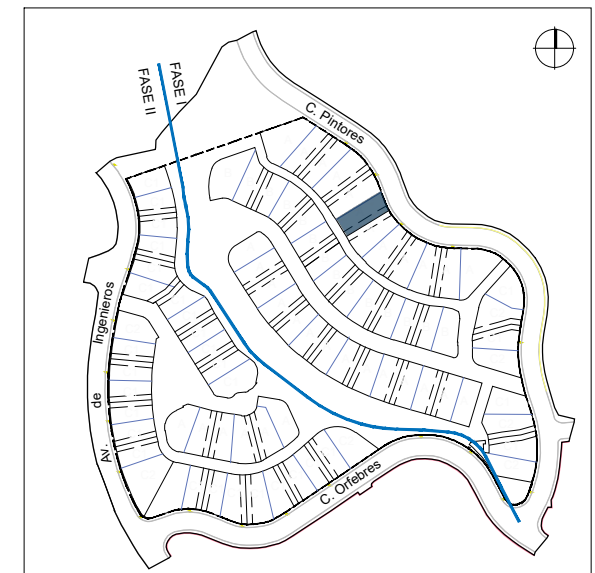 FASE I
FASE II
C. Pintores
Av. de Ingenieros
C. Orfebres